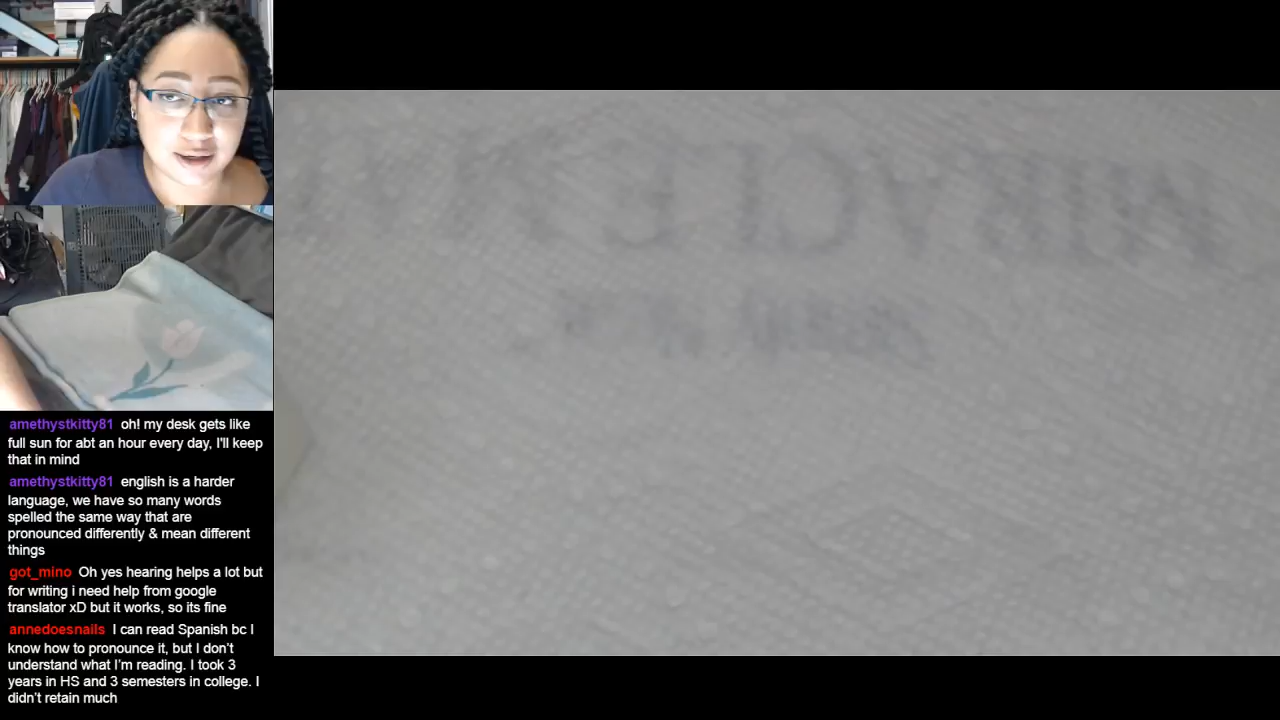 amethystkitty81 oh! my desk gets like
full sun for abt an hour every day, I'll keep
that in mind
amethystkitty81 english is a harder
language, we have so many words
spelled the same way that are
pronounced differently & mean different
things
got_mino Oh yes hearing helps a lot but
for writing i need help from google
translator xD but it works, so its fine
annedoesnails I can read Spanish bc I
know how to pronounce it, but I don't
understand what I'm reading. I took 3
years in HS and 3 semesters in college. I
didn't retain much